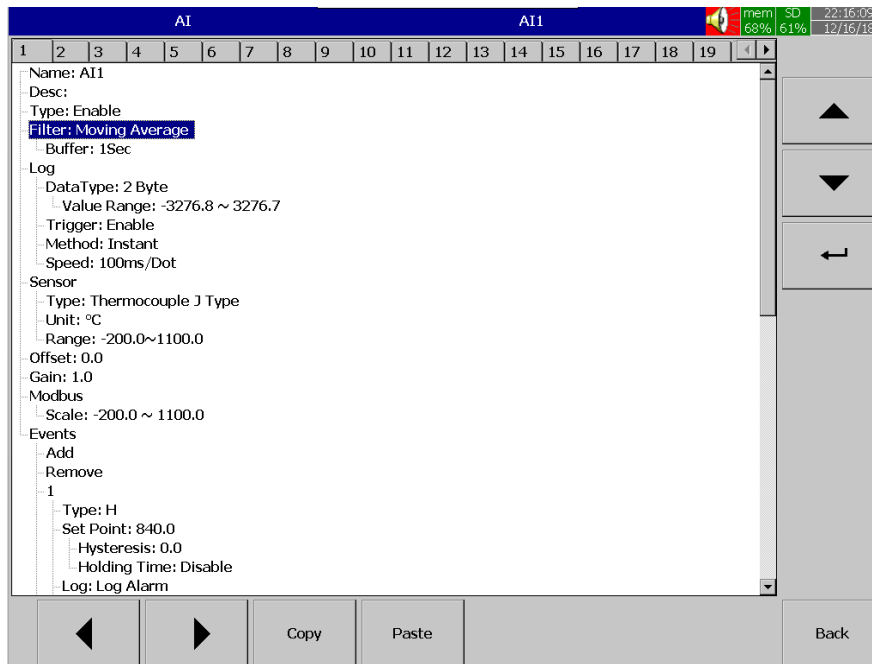 AI AI1 mem SD 22:16:09
68% 61% 12/16/18
1 2 3 4 5 6 7 8 9 10 11 12 13 14 15 16 17 18 19
Name: AI1
Desc:
Type: Enable
Filter: Moving Average
Buffer: 1Sec
Log
DataType: 2 Byte
Value Range: -3276.8 ~ 3276.7
Trigger: Enable
Method: Instant
Speed: 100ms/Dot
Sensor
Type: Thermocouple J Type
Unit: °C
Range: -200.0~1100.0
Offset: 0.0
Gain: 1.0
Modbus
Scale: -200.0 ~ 1100.0
Events
Add
Remove
1
Type: H
Set Point: 840.0
Hysteresis: 0.0
Holding Time: Disable
Log: Log Alarm
Copy Paste Back